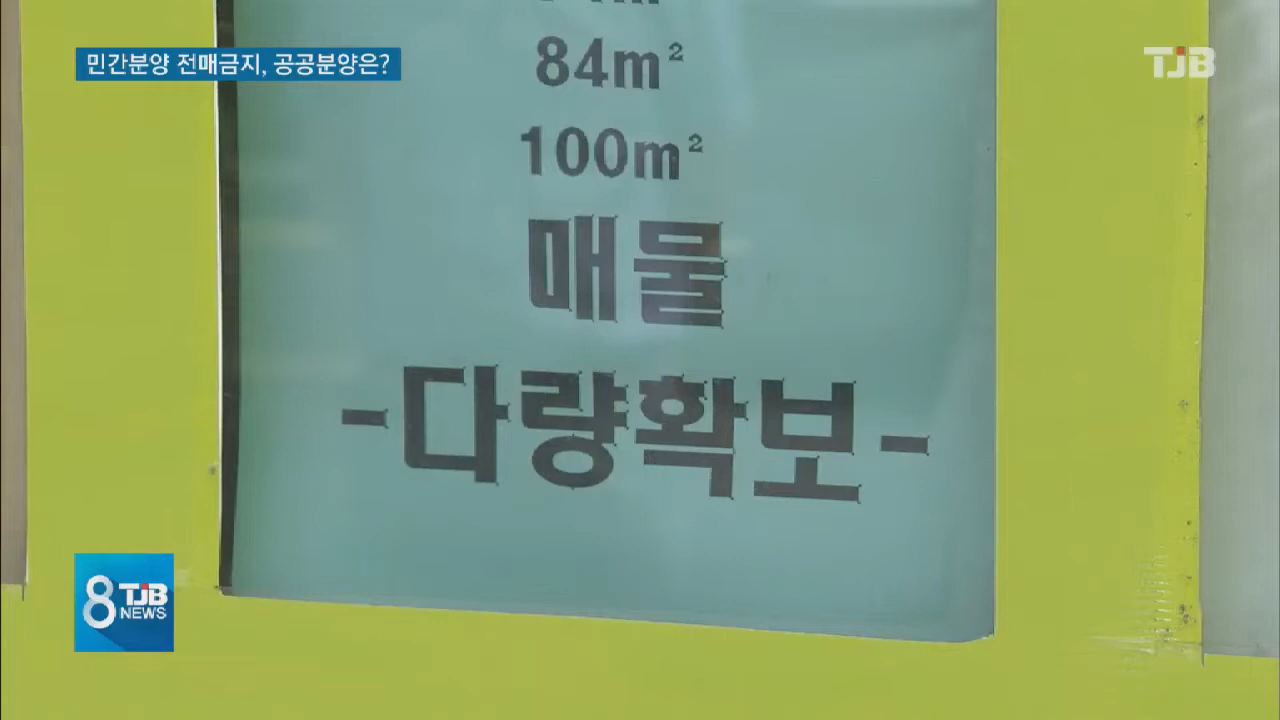 민간분양 전매금지, 공공분양은?
TJB
84m²
100m²
매물
-다량확보-
8 TJB
NEWS